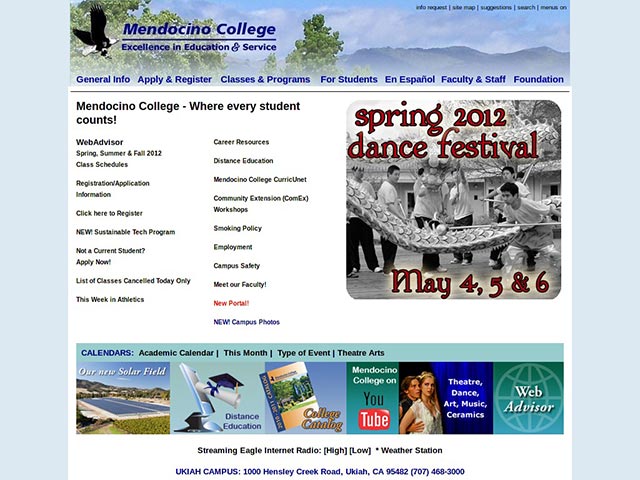 info request | site map | suggestions | search | menus on
Mendocino College
Excellence in Education & Service
General Info Apply & Register Classes & Programs For Students En Español Faculty & Staff Foundation
Mendocino College - Where every student
counts!
WebAdvisor
Spring, Summer & Fall 2012
Class Schedules
Registration/Application
Information
Click here to Register
NEW! Sustainable Tech Program
Not a Current Student?
Apply Now!
List of Classes Cancelled Today Only
This Week in Athletics
Career Resources
Distance Education
Mendocino College CurricUnet
Community Extension (ComEx)
Workshops
Smoking Policy
Employment
Campus Safety
Meet our Faculty!
New Portal!
NEW! Campus Photos
spring 2012
dance festival
May 4, 5 & 6
CALENDARS: Academic Calendar | This Month | Type of Event | Theatre Arts
Our new Solar Field
Distance
Education
College
Catalog
Mendocino
College on
You
Tube
Theatre,
Dance,
Art, Music,
Ceramics
Web
Advisor
Streaming Eagle Internet Radio: [High] [Low] * Weather Station
UKIAH CAMPUS: 1000 Hensley Creek Road, Ukiah, CA 95482 (707) 468-3000